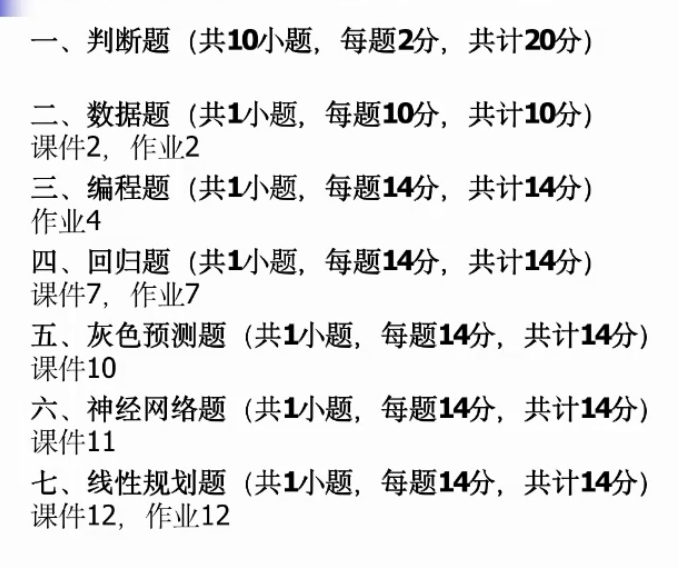 一、判断题（共10小题，每题2分，共计20分）
二、数据题（共1小题，每题10分，共计10分）
课件2，作业2
三、编程题（共1小题，每题14分，共计14分）
作业4
四、回归题（共1小题，每题14分，共计14分）
课件7，作业7
五、灰色预测题（共1小题，每题14分，共计14分）
课件10
六、神经网络题（共1小题，每题14分，共计14分）
课件11
七、线性规划题（共1小题，每题14分，共计14分）
课件12，作业12